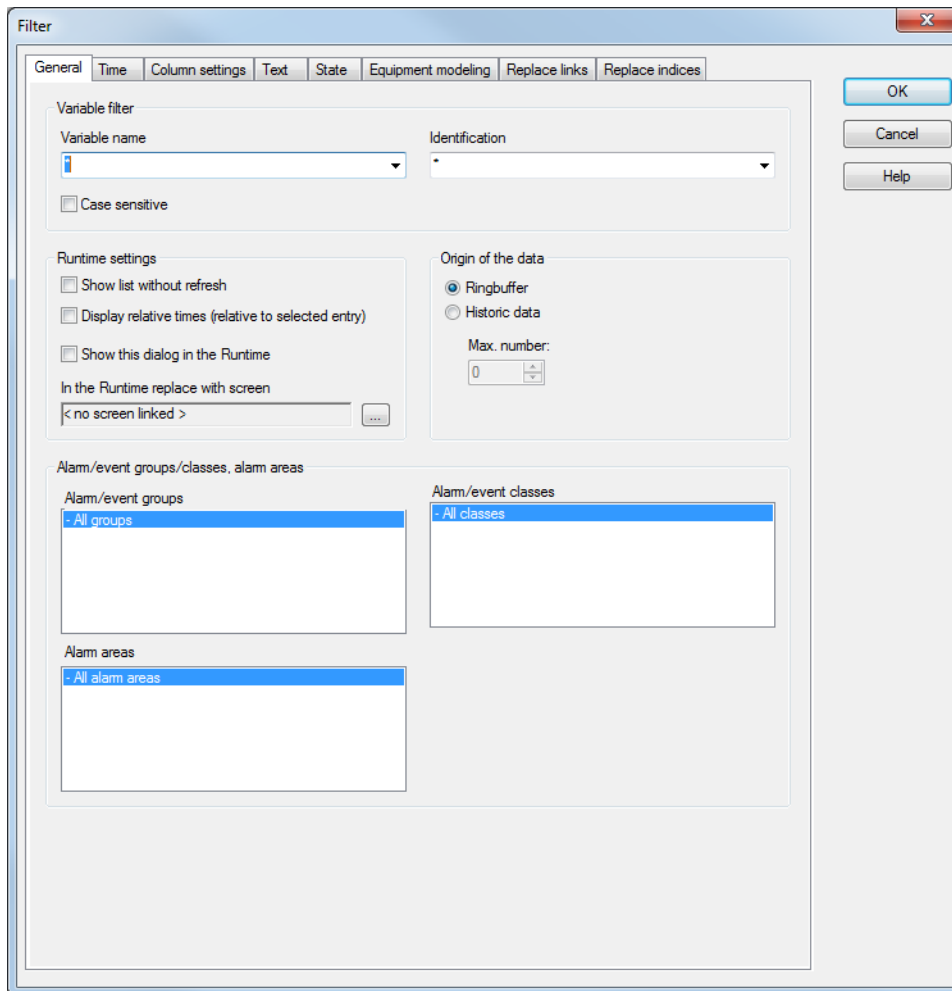 Filter
General Time Column settings Text State Equipment modeling Replace links Replace indices
OK
Cancel
Help
Variable filter
Variable name Identification
* *
Case sensitive
Runtime settings
Show list without refresh
Display relative times (relative to selected entry)
Show this dialog in the Runtime
In the Runtime replace with screen
< no screen linked > ...
Origin of the data
Ringbuffer
Historic data
Max. number:
0
Alarm/event groups/classes, alarm areas
Alarm/event groups
- All groups
Alarm/event classes
- All classes
Alarm areas
- All alarm areas